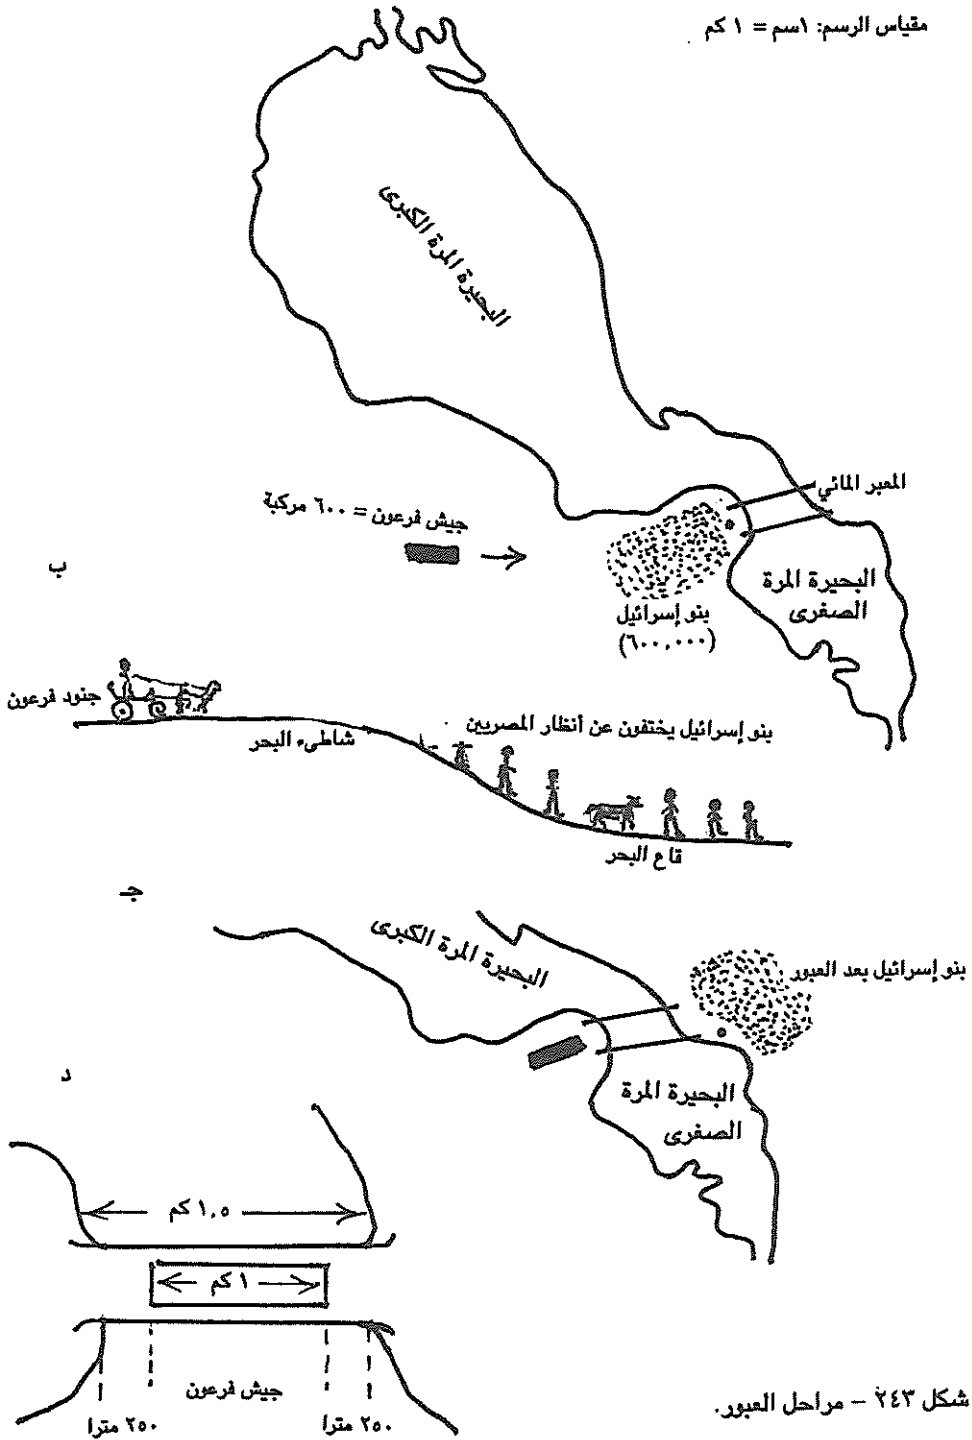 مقياس الرسم: ١سم = ١ كم
البحيرة المرة الكبرى
المعبر المائي
جيش فرعون = ٦٠٠ مركبة
ب
البحيرة المرة
الصغرى
بنو إسرائيل
(٦٠٠,٠٠٠)
جنود فرعون
شاطىء البحر
بنو إسرائيل يختفون عن أنظار المصريين
قاع البحر
جـ
البحيرة المرة الكبرى
بنو إسرائيل بعد العبور
د
البحيرة المرة
الصغرى
١,٥ كم
١ كم
جيش فرعون
٢٥٠ مترا
٢٥٠ مترا
شكل ٢٤٣ – مراحل العبور.